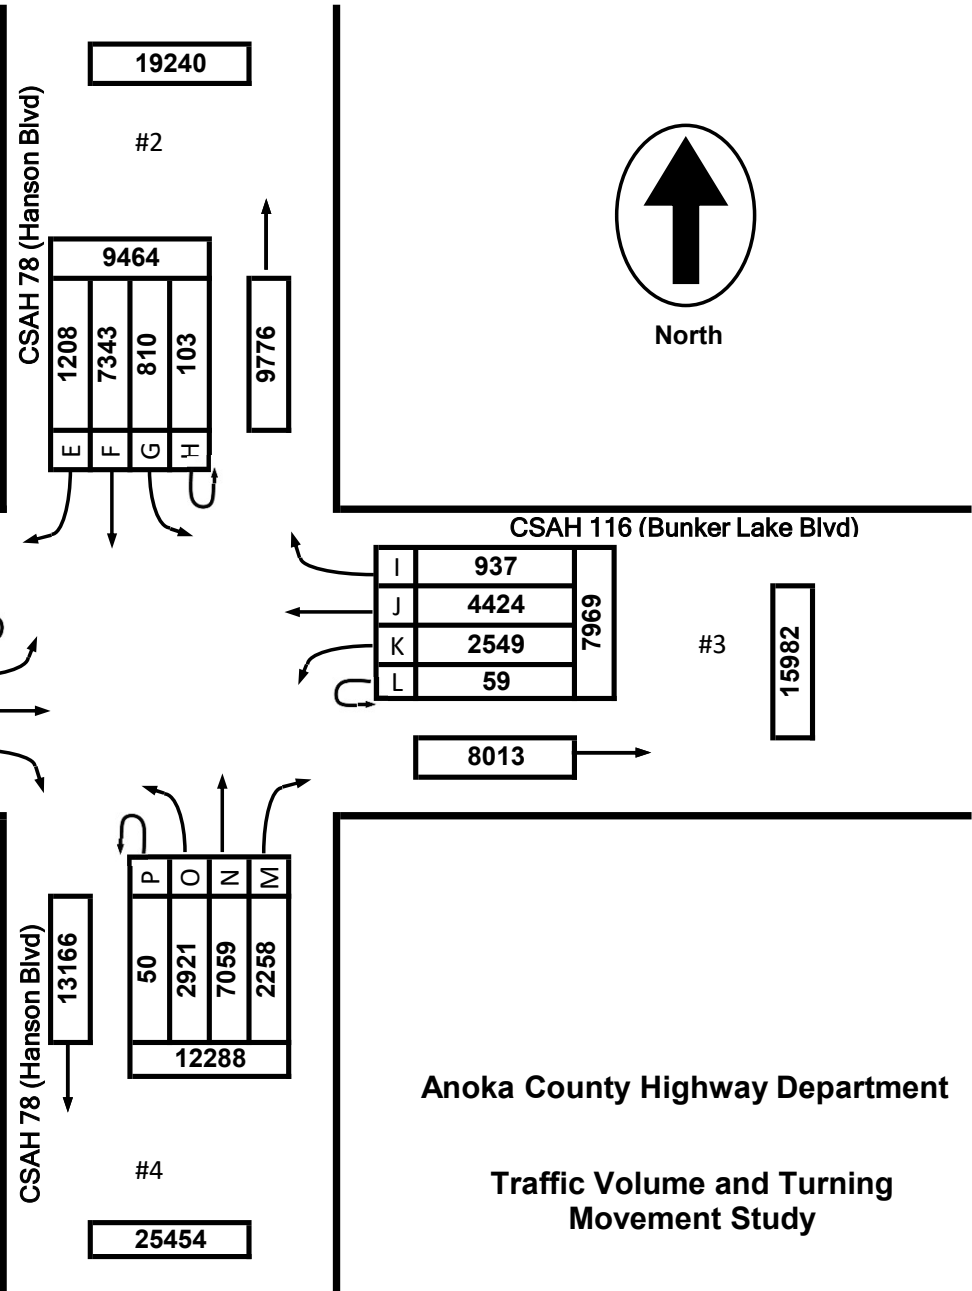 19240
CSAH 78 (Hanson Blvd)
#2
9464
1208
7343
810
103
9776
E
F
G
H
North
CSAH 116 (Bunker Lake Blvd)
I 937
J 4424
K 2549
L 59
7969
#3
15982
8013
P
O
N
M
50
2921
7059
2258
12288
13166
CSAH 78 (Hanson Blvd)
#4
25454
Anoka County Highway Department
Traffic Volume and Turning
Movement Study